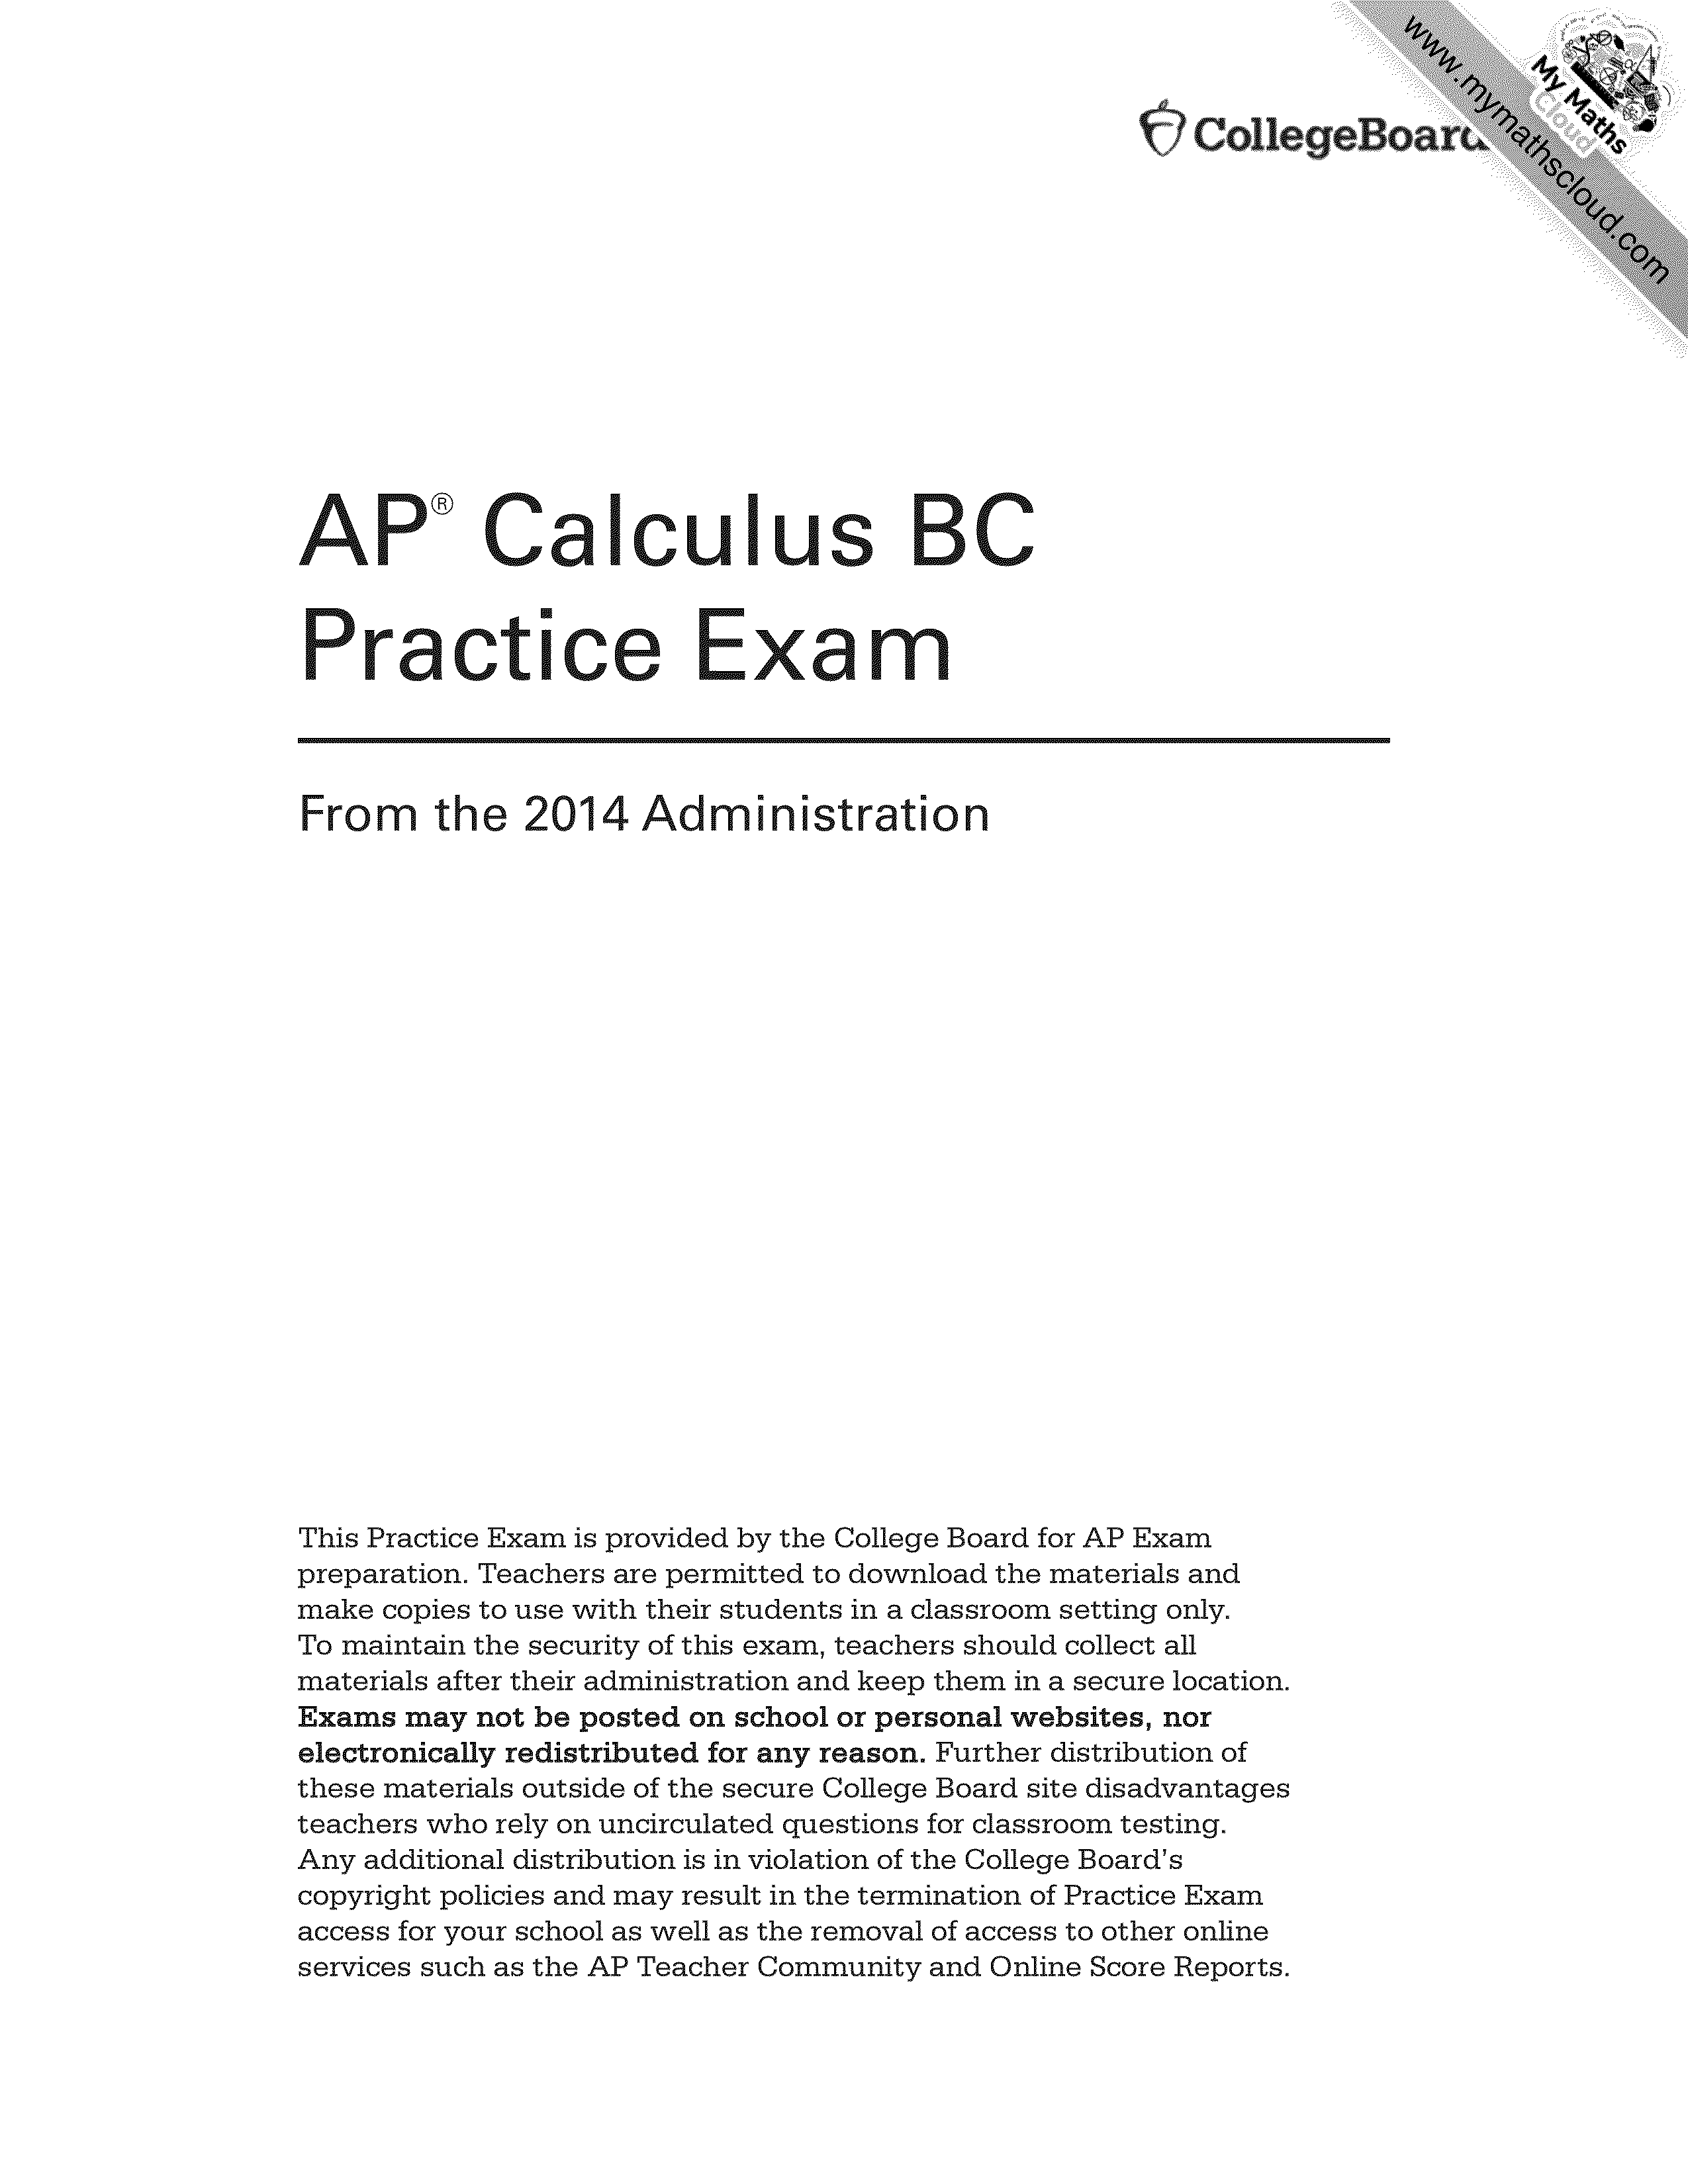 www.mymathscloud.com
My Maths
Cloud
CollegeBoard
AP® Calculus BC
Practice Exam
From the 2014 Administration
This Practice Exam is provided by the College Board for AP Exam
preparation. Teachers are permitted to download the materials and
make copies to use with their students in a classroom setting only.
To maintain the security of this exam, teachers should collect all
materials after their administration and keep them in a secure location.
Exams may not be posted on school or personal websites, nor
electronically redistributed for any reason. Further distribution of
these materials outside of the secure College Board site disadvantages
teachers who rely on uncirculated questions for classroom testing.
Any additional distribution is in violation of the College Board's
copyright policies and may result in the termination of Practice Exam
access for your school as well as the removal of access to other online
services such as the AP Teacher Community and Online Score Reports.